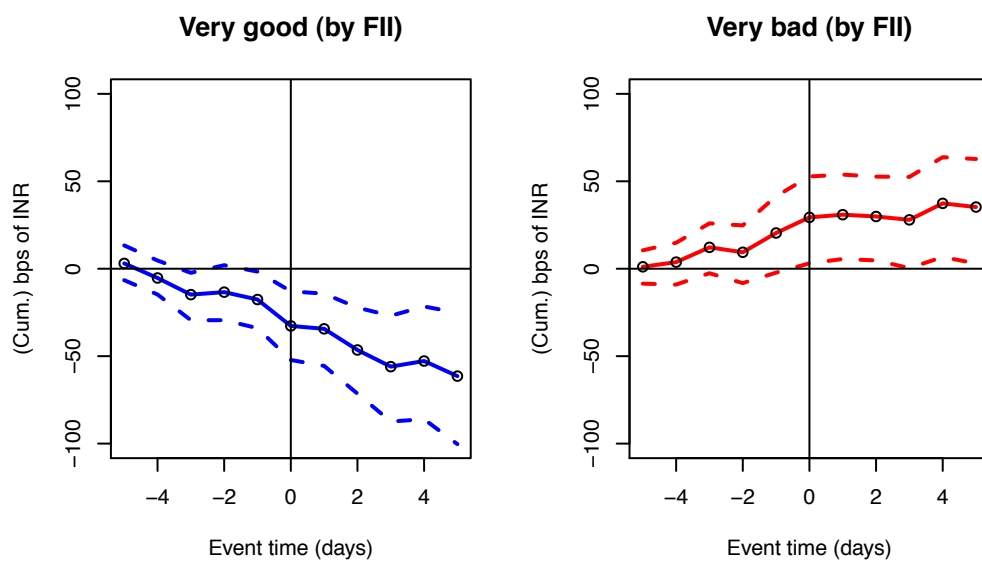 Very good (by FII)
(Cum.) bps of INR
100
50
0
−50
−100
−4 −2 0 2 4
Event time (days)
Very bad (by FII)
(Cum.) bps of INR
100
50
0
−50
−100
−4 −2 0 2 4
Event time (days)